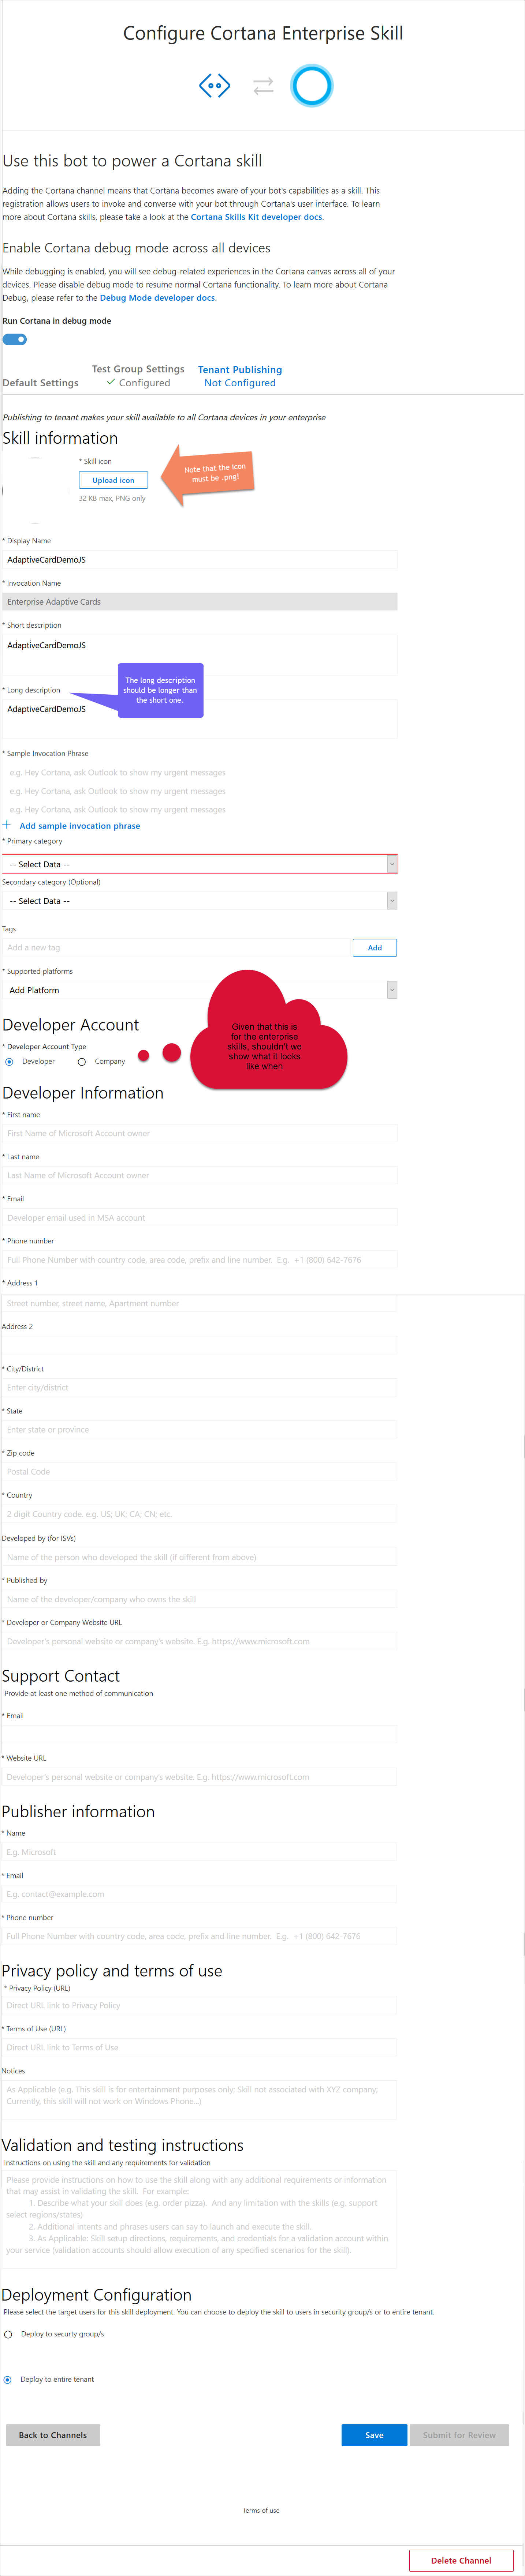 Configure Cortana Enterprise Skill
Use this bot to power a Cortana skill
Adding the Cortana channel means that Cortana becomes aware of your bot's capabilities as a skill. This
registration allows users to invoke and converse with your bot through Cortana's user interface. To learn
more about Cortana skills, please take a look at the Cortana Skills Kit developer docs.
Enable Cortana debug mode across all devices
While debugging is enabled, you will see debug-related experiences in the Cortana canvas across all of your
devices. Please disable debug mode to resume normal Cortana functionality. To learn more about Cortana
Debug, please refer to the Debug Mode developer docs.
Run Cortana in debug mode
Default Settings
Test Group Settings
Configured
Tenant Publishing
Not Configured
Publishing to tenant makes your skill available to all Cortana devices in your enterprise
Skill information
* Skill icon
Upload icon
32 KB max, PNG only
Note that the icon
must be .png!
* Display Name
AdaptiveCardDemoJS
* Invocation Name
Enterprise Adaptive Cards
* Short description
AdaptiveCardDemoJS
* Long description
AdaptiveCardDemoJS
The long description
should be longer than
the short one.
* Sample Invocation Phrase
e.g. Hey Cortana, ask Outlook to show my urgent messages
e.g. Hey Cortana, ask Outlook to show my urgent messages
e.g. Hey Cortana, ask Outlook to show my urgent messages
+ Add sample invocation phrase
* Primary category
-- Select Data --
Secondary category (Optional)
-- Select Data --
Tags
Add a new tag
Add
* Supported platforms
Add Platform
Developer Account
* Developer Account Type
Developer
Company
Given that this is
for the enterprise
skills, shouldn't we
show what it looks
like when
Developer Information
* First name
First Name of Microsoft Account owner
* Last name
Last Name of Microsoft Account owner
* Email
Developer email used in MSA account
* Phone number
Full Phone Number with country code, area code, prefix and line number. E.g. +1 (800) 642-7676
* Address 1
Street number, street name, Apartment number
Address 2
* City/District
Enter city/district
* State
Enter state or province
* Zip code
Postal Code
* Country
2 digit Country code. e.g. US; UK; CA; CN; etc.
Developed by (for ISVs)
Name of the person who developed the skill (if different from above)
* Published by
Name of the developer/company who owns the skill
* Developer or Company Website URL
Developer's personal website or company's website. E.g. https://www.microsoft.com
Support Contact
Provide at least one method of communication
* Email
* Website URL
Developer's personal website or company's website. E.g. https://www.microsoft.com
Publisher information
* Name
E.g. Microsoft
* Email
E.g. contact@example.com
* Phone number
Full Phone Number with country code, area code, prefix and line number. E.g. +1 (800) 642-7676
Privacy policy and terms of use
* Privacy Policy (URL)
Direct URL link to Privacy Policy
* Terms of Use (URL)
Direct URL link to Terms of Use
Notices
As Applicable (e.g. This skill is for entertainment purposes only; Skill not associated with XYZ company;
Currently, this skill will not work on Windows Phone...)
Validation and testing instructions
Instructions on using the skill and any requirements for validation
Please provide instructions on how to use the skill along with any additional requirements or information
that may assist in validating the skill. For example:
1. Describe what your skill does (e.g. order pizza). And any limitation with the skills (e.g. support
select regions/states)
2. Additional intents and phrases users can say to launch and execute the skill.
3. As Applicable: Skill setup directions, requirements, and credentials for a validation account within
your service (validation accounts should allow execution of any specified scenarios for the skill).
Deployment Configuration
Please select the target users for this skill deployment. You can choose to deploy the skill to users in security group/s or to entire tenant.
Deploy to securty group/s
Deploy to entire tenant
Back to Channels
Save
Submit for Review
Terms of use
Delete Channel